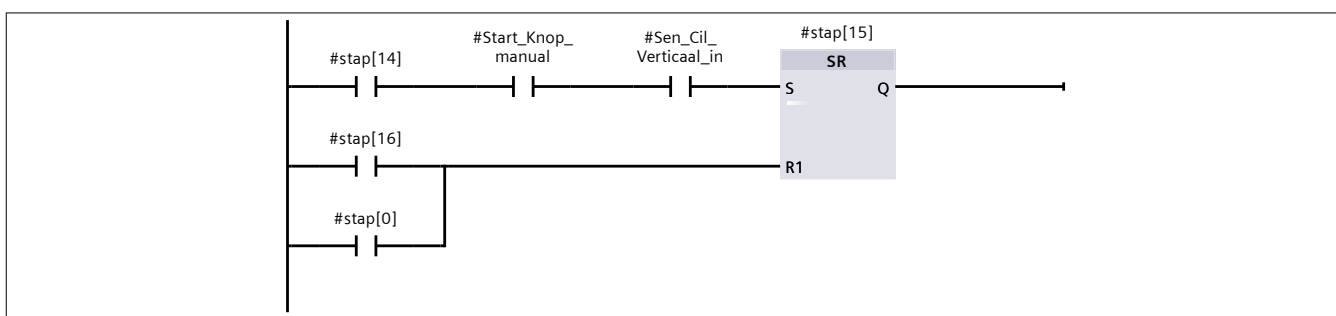 #stap[14]
#Start_Knop_
manual
#Sen_Cil_
Verticaal_in
#stap[15]
SR
S
Q
#stap[16]
R1
#stap[0]